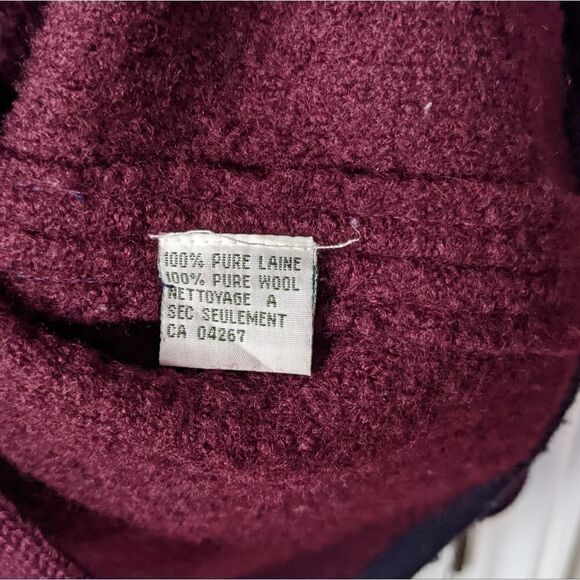 100% PURE LAINE
100% PURE WOOL
NETTOYAGE A
SEC SEULEMENT
CA 04267